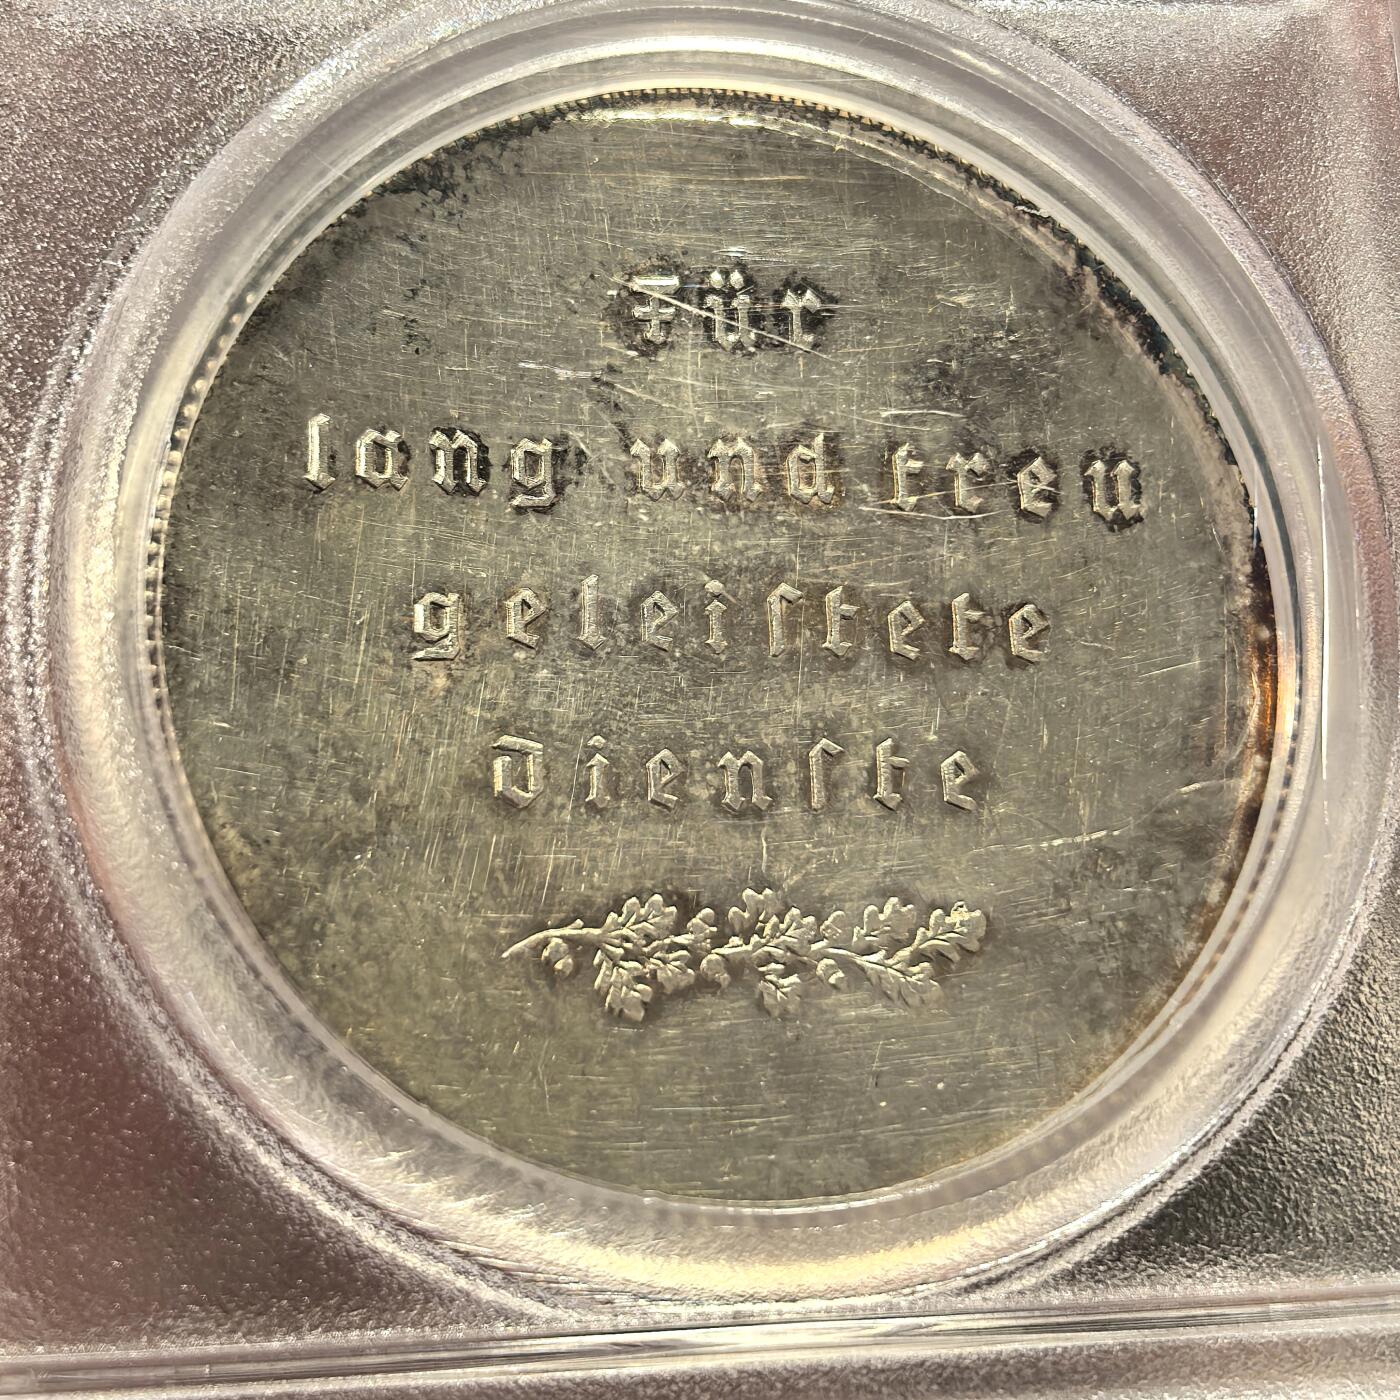 Für
lang und treu
geleiſtete
Dienſte